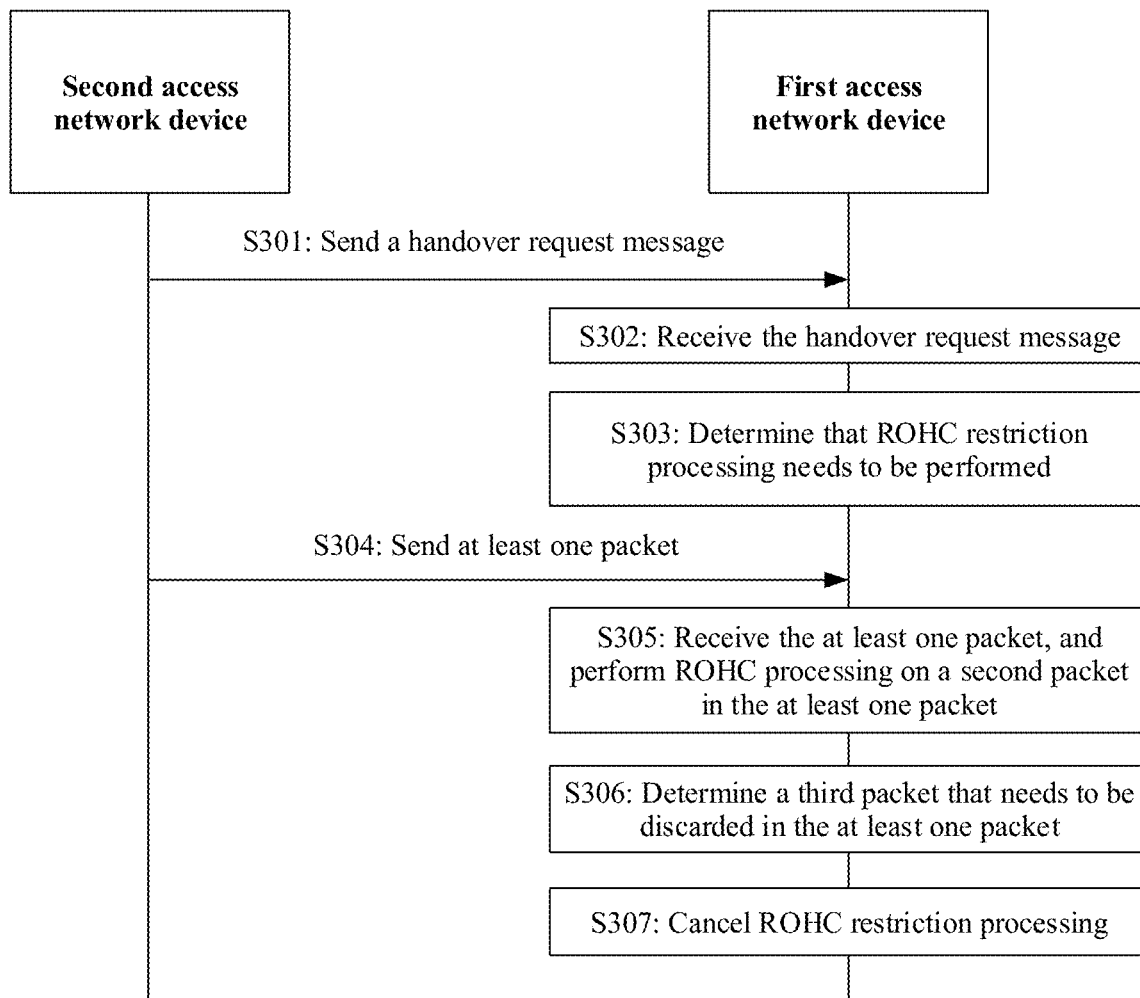 Second access
network device
First access
network device
S301: Send a handover request message
S302: Receive the handover request message
S303: Determine that ROHC restriction
processing needs to be performed
S304: Send at least one packet
S305: Receive the at least one packet, and
perform ROHC processing on a second packet
in the at least one packet
S306: Determine a third packet that needs to be
discarded in the at least one packet
S307: Cancel ROHC restriction processing